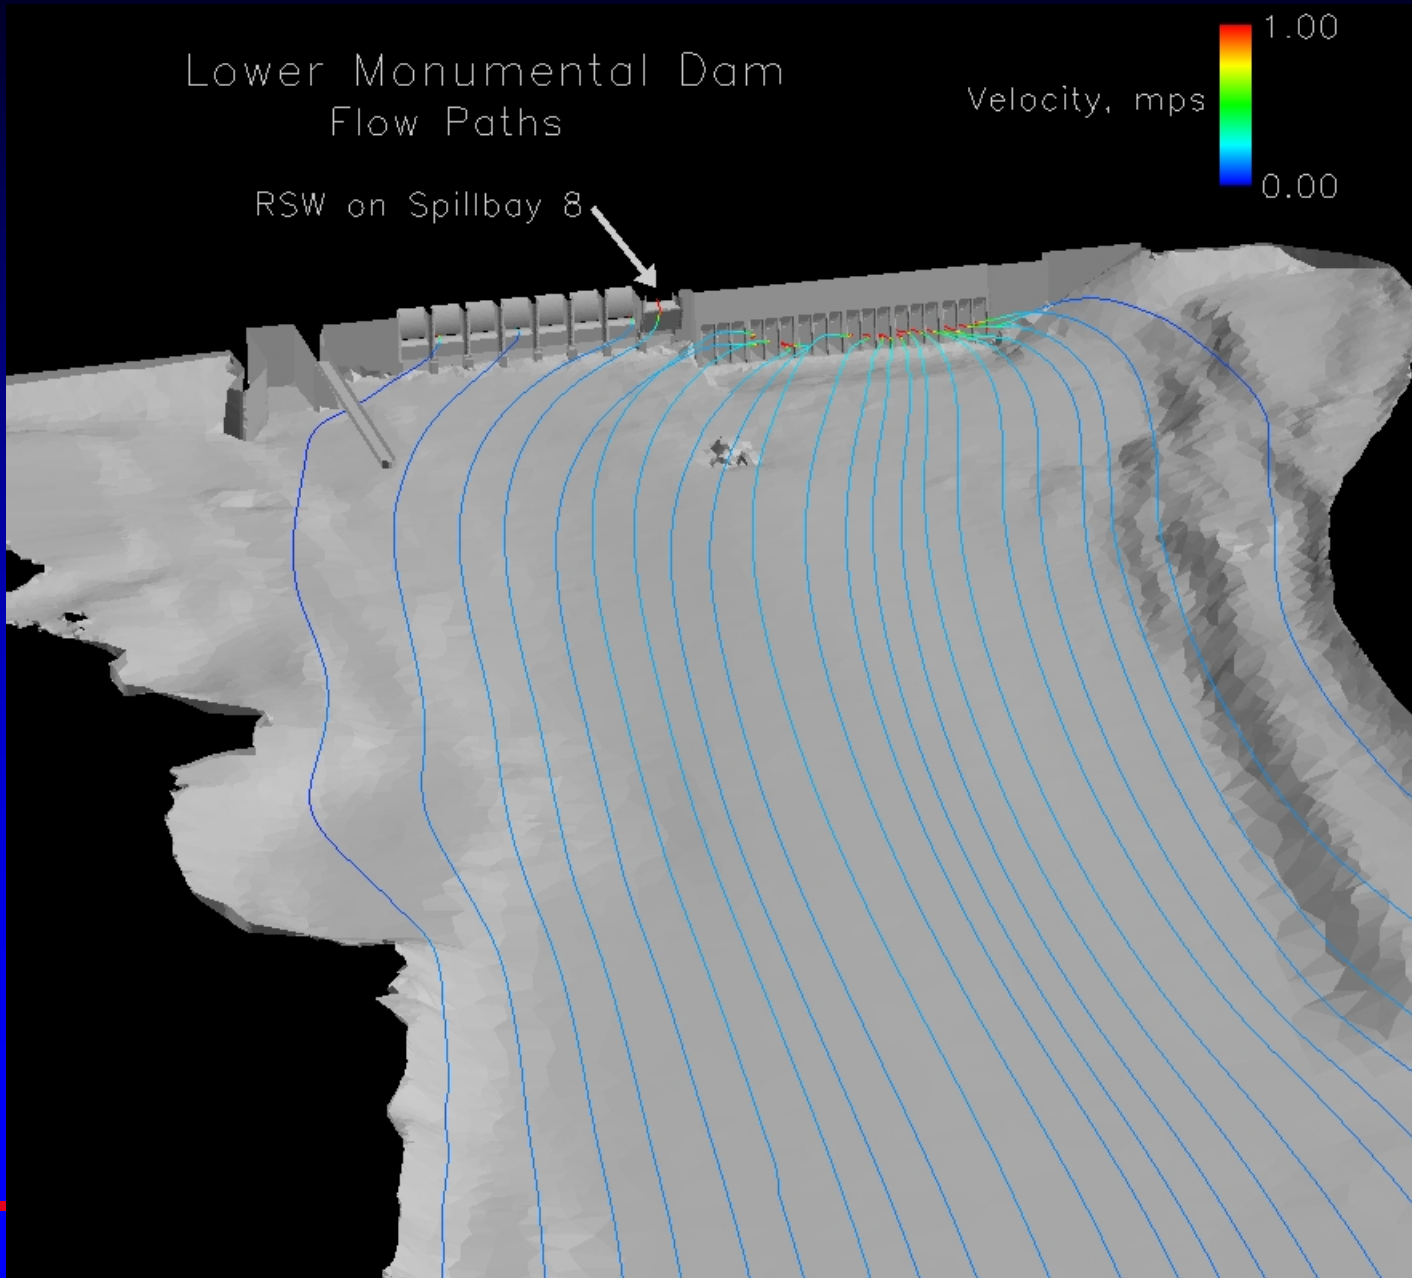 Lower Monumental Dam
Flow Paths
RSW on Spillbay 8
Velocity, mps
1.00
0.00